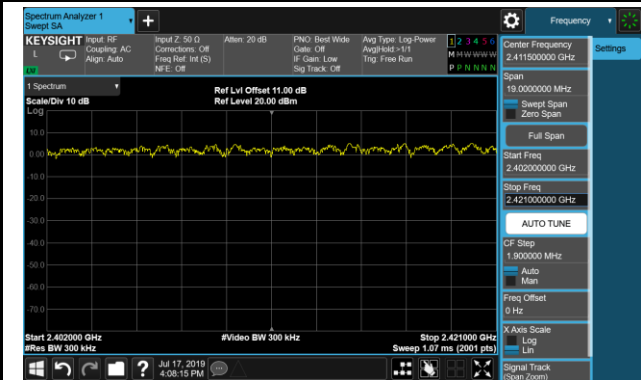 Spectrum Analyzer 1
Swept SA
Frequency
KEYSIGHT
L
Input: RF
Coupling: AC
Align: Auto
Input Z: 50 Ω
Corrections: Off
Freq Ref: Int (S)
NFE: Off
Atten: 20 dB
PNO: Best Wide
Gate: Off
IF Gain: Low
Sig Track: Off
Avg Type: Log-Power
Avg|Hold:>1/1
Trig: Free Run
1 2 3 4 5 6
M M W W W W
P P N N N N
1 Spectrum
Scale/Div 10 dB
Ref Lvl Offset 11.00 dB
Ref Level 20.00 dBm
Log
10.0
0.00
-10.0
-20.0
-30.0
-40.0
-50.0
-60.0
-70.0
Start 2.402000 GHz
#Res BW 300 kHz
#Video BW 300 kHz
Stop 2.421000 GHz
Sweep 1.07 ms (2001 pts)
Jul 17, 2019
4:08:15 PM
Center Frequency
2.411500000 GHz
Span
19.0000000 MHz
Swept Span
Zero Span
Full Span
Start Freq
2.402000000 GHz
Stop Freq
2.421000000 GHz
AUTO TUNE
CF Step
1.900000 MHz
Auto
Man
Freq Offset
0 Hz
X Axis Scale
Log
Lin
Signal Track
(Span Zoom)
Settings